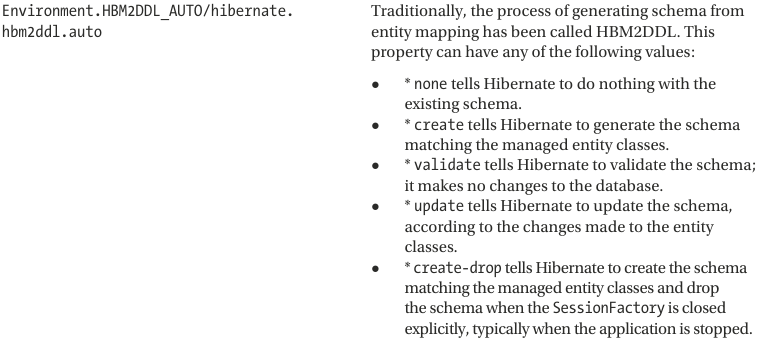 Environment.HBM2DDL_AUTO/hibernate.
hbm2ddl.auto
Traditionally, the process of generating schema from
entity mapping has been called HBM2DDL. This
property can have any of the following values:
● * none tells Hibernate to do nothing with the
existing schema.
● * create tells Hibernate to generate the schema
matching the managed entity classes.
● * validate tells Hibernate to validate the schema;
it makes no changes to the database.
● * update tells Hibernate to update the schema,
according to the changes made to the entity
classes.
● * create-drop tells Hibernate to create the schema
matching the managed entity classes and drop
the schema when the SessionFactory is closed
explicitly, typically when the application is stopped.